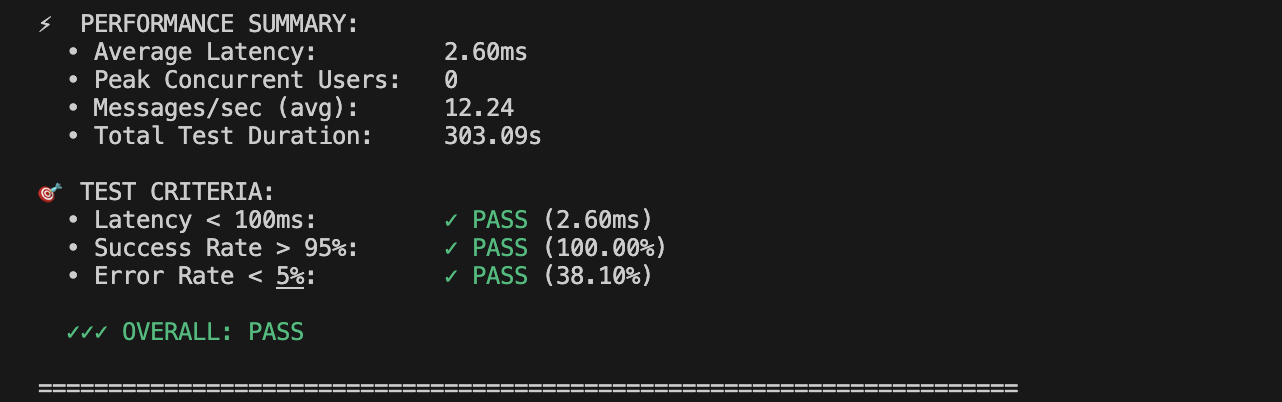 ⚡ PERFORMANCE SUMMARY:
• Average Latency: 2.60ms
• Peak Concurrent Users: 0
• Messages/sec (avg): 12.24
• Total Test Duration: 303.09s
🎯 TEST CRITERIA:
• Latency < 100ms: ✓ PASS (2.60ms)
• Success Rate > 95%: ✓ PASS (100.00%)
• Error Rate < 5%: ✓ PASS (38.10%)
✓✓✓ OVERALL: PASS
======================================================================